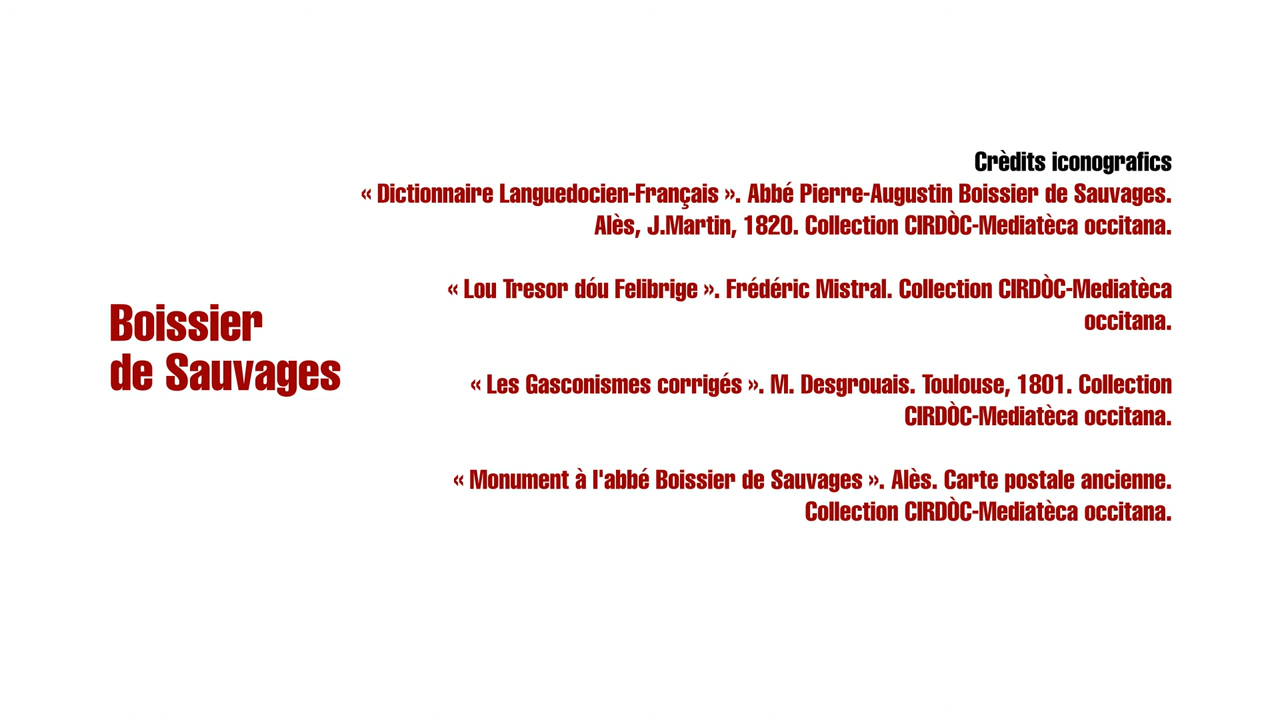 Boissier
de Sauvages
Crèdits iconografics
« Dictionnaire Languedocien-Français ». Abbé Pierre-Augustin Boissier de Sauvages.
Alès, J.Martin, 1820. Collection CIRDÒC-Mediatèca occitana.
« Lou Tresor dóu Felibrige ». Frédéric Mistral. Collection CIRDÒC-Mediatèca
occitana.
« Les Gasconismes corrigés ». M. Desgrouais. Toulouse, 1801. Collection
CIRDÒC-Mediatèca occitana.
« Monument à l'abbé Boissier de Sauvages ». Alès. Carte postale ancienne.
Collection CIRDÒC-Mediatèca occitana.